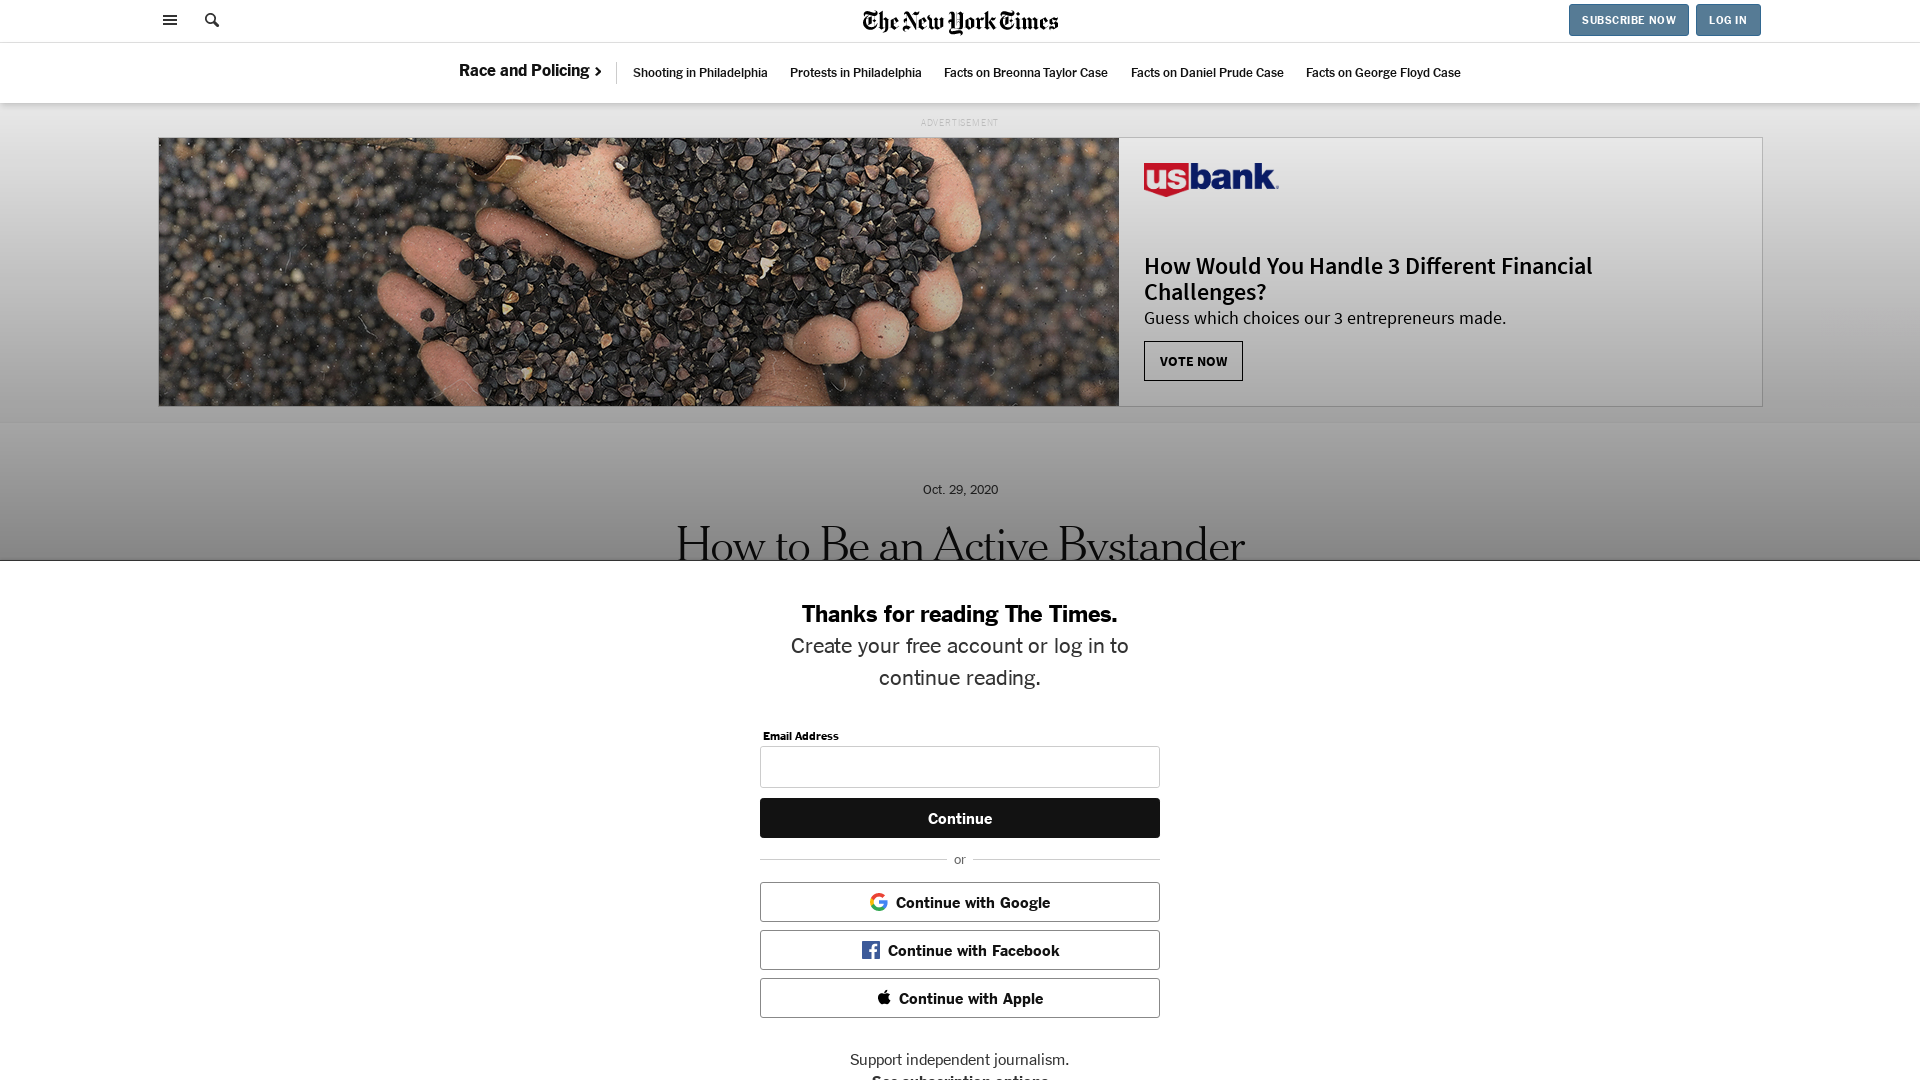 The New York Times
SUBSCRIBE NOW
LOG IN
Race and Policing
Shooting in Philadelphia
Protests in Philadelphia
Facts on Breonna Taylor Case
Facts on Daniel Prude Case
Facts on George Floyd Case
ADVERTISEMENT
usbank
How Would You Handle 3 Different Financial
Challenges?
Guess which choices our 3 entrepreneurs made.
VOTE NOW
Oct. 29, 2020
How to Be an Active Bystander
Thanks for reading The Times.
Create your free account or log in to
continue reading.
Email Address
Continue
or
Continue with Google
Continue with Facebook
Continue with Apple
Support independent journalism.
See subscription options